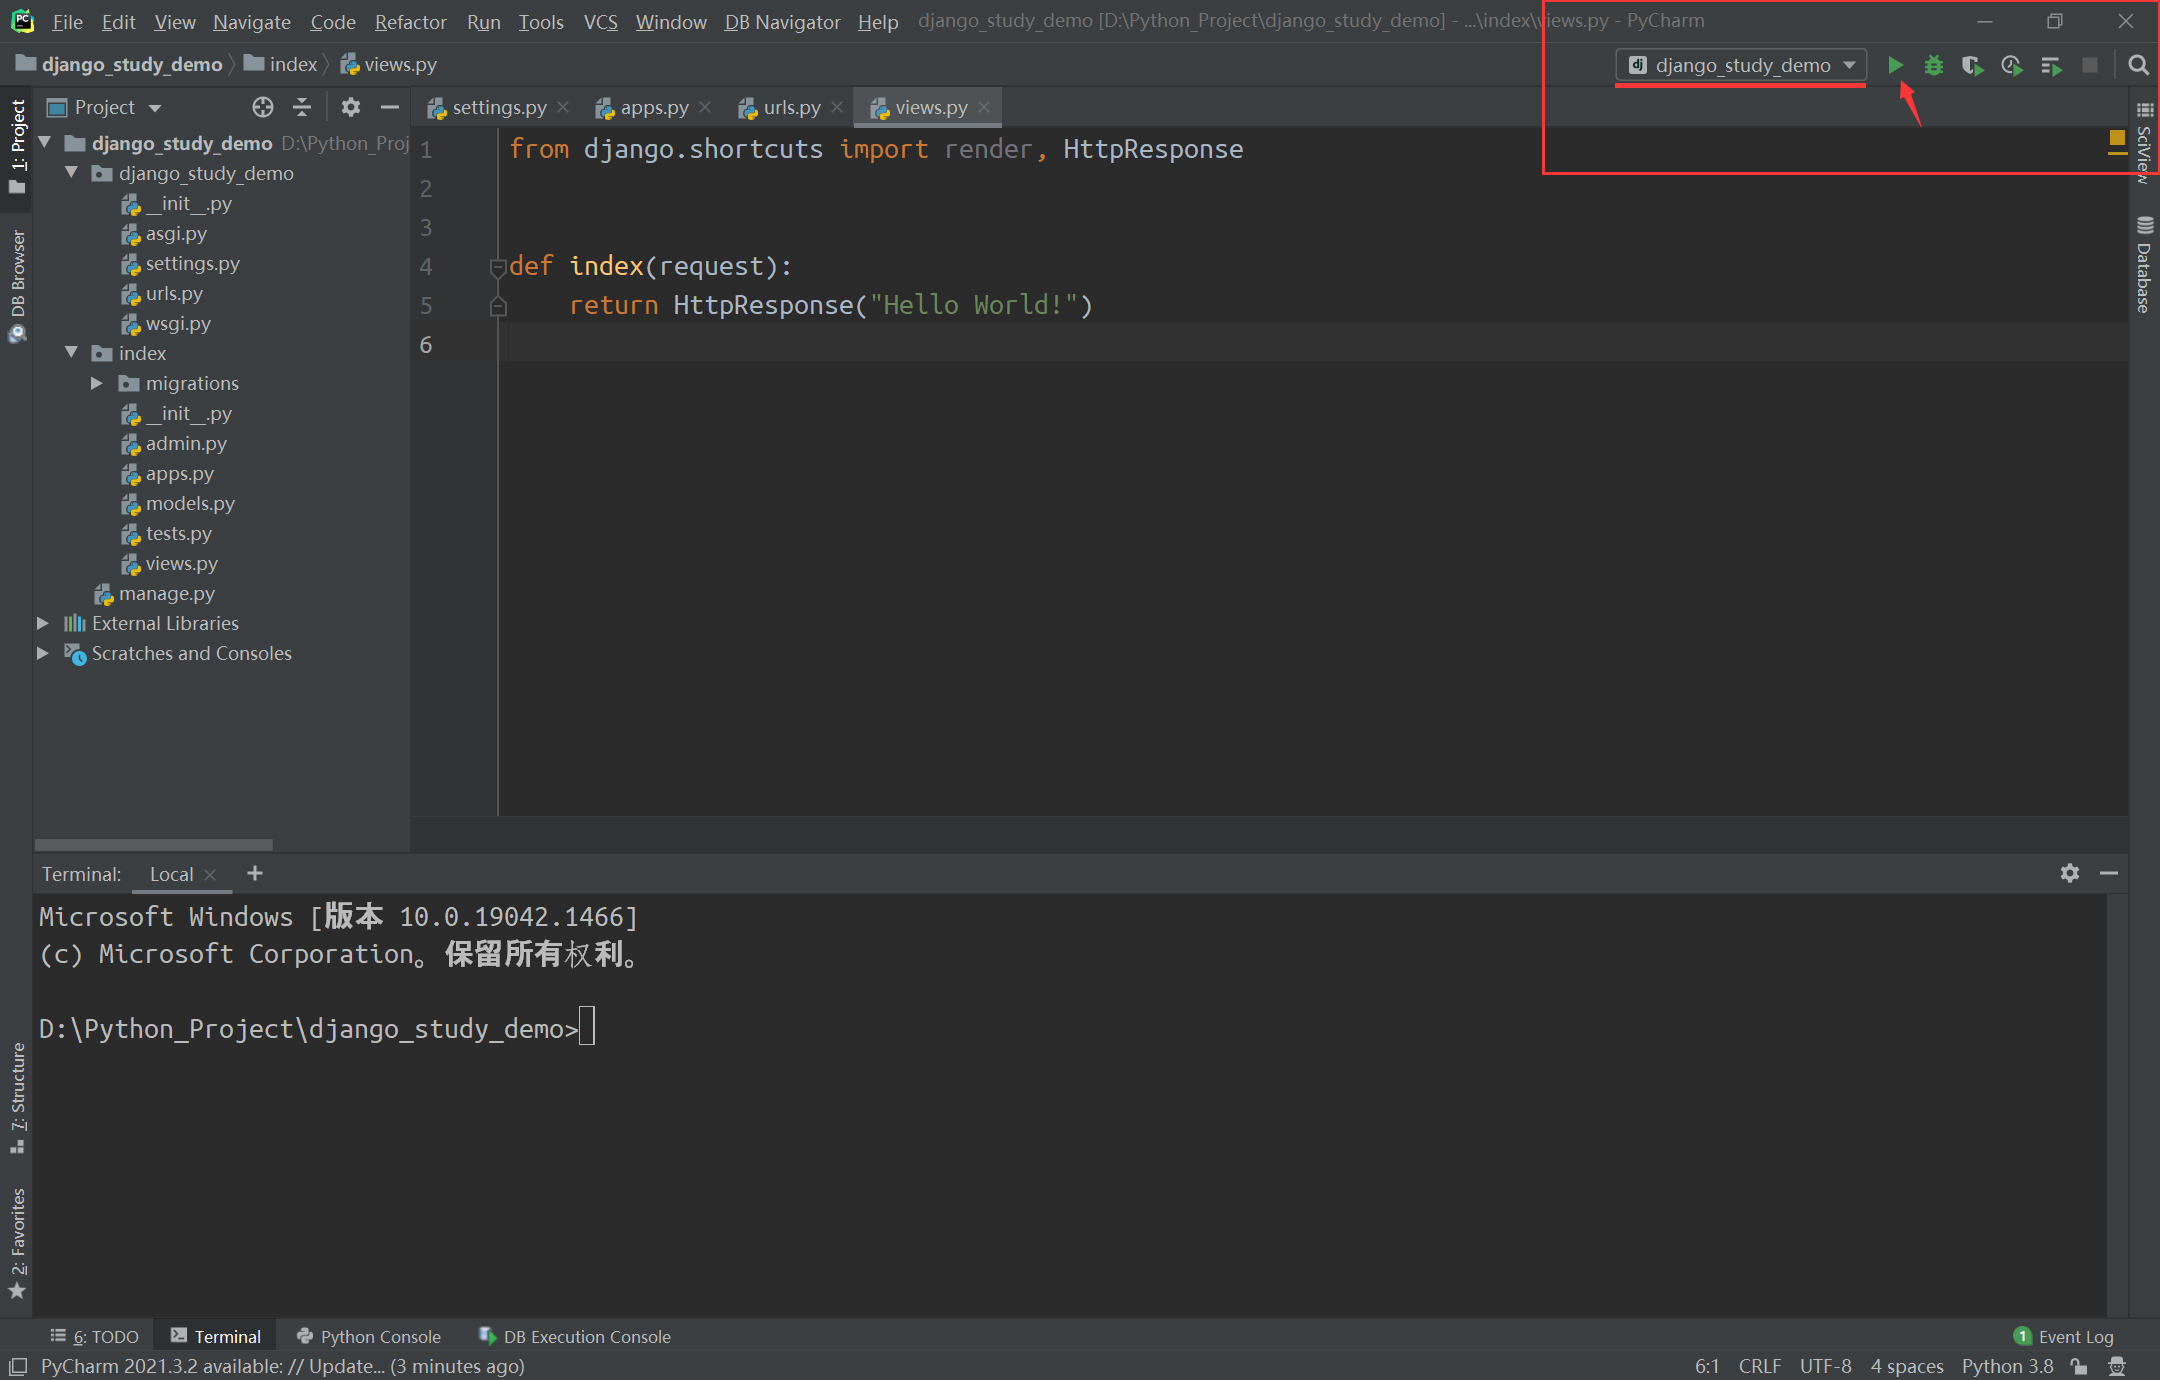 File Edit View Navigate Code Refactor Run Tools VCS Window DB Navigator Help django_study_demo [D:\Python_Project\django_study_demo] - ...\index\views.py - PyCharm
django_study_demo index views.py
django_study_demo
Project
settings.py apps.py urls.py views.py
1: Project
DB Browser
7: Structure
2: Favorites
django_study_demo D:\Python_Proj
django_study_demo
__init__.py
asgi.py
settings.py
urls.py
wsgi.py
index
migrations
__init__.py
admin.py
apps.py
models.py
tests.py
views.py
manage.py
External Libraries
Scratches and Consoles
1 from django.shortcuts import render, HttpResponse
2
3
4 def index(request):
5 return HttpResponse("Hello World!")
6
SciView
Database
Terminal: Local
Microsoft Windows [版本 10.0.19042.1466]
(c) Microsoft Corporation。保留所有权利。
D:\Python_Project\django_study_demo>
6: TODO Terminal Python Console DB Execution Console 1 Event Log
PyCharm 2021.3.2 available: // Update... (3 minutes ago) 6:1 CRLF UTF-8 4 spaces Python 3.8